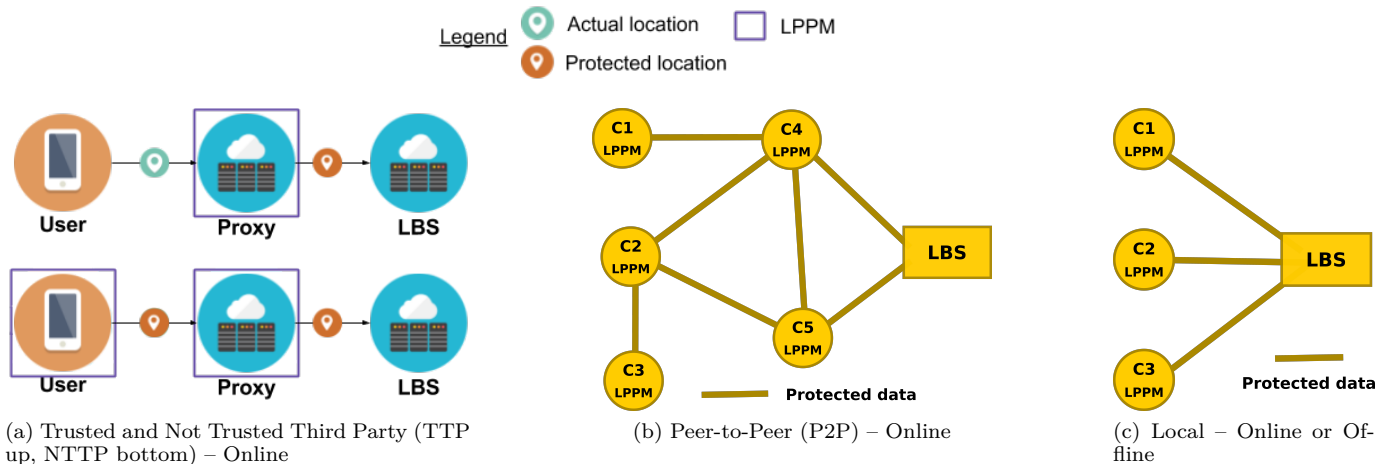 Legend
Actual location
LPPM
Protected location
User
Proxy
LBS
User
Proxy
LBS
(a) Trusted and Not Trusted Third Party (TTP
up, NTTP bottom) – Online
C1
LPPM
C4
LPPM
C2
LPPM
LBS
C5
LPPM
C3
LPPM
Protected data
(b) Peer-to-Peer (P2P) – Online
C1
LPPM
C2
LPPM
LBS
C3
LPPM
Protected data
(c) Local – Online or Of-
fline